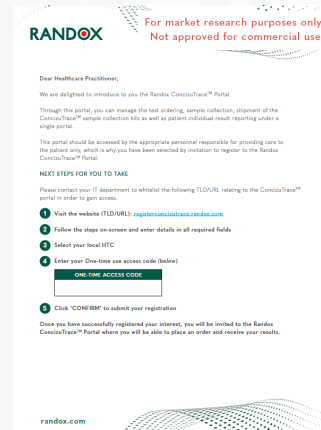 For market research purposes only
Not approved for commercial use
RANDOX
Dear Healthcare Practitioner,
We are delighted to introduce to you the Randox ConcizuTrace™ Portal.
Through this portal, you can manage the test ordering, sample collection, shipment of the
ConcizuTrace™ sample collection kits as well as patient individual result reporting under a
single portal.
This portal should be accessed by the appropriate personnel responsible for providing care to
the patient only, which is why you have been selected by invitation to register to the Randox
ConcizuTrace™ Portal.
NEXT STEPS FOR YOU TO TAKE
Please contact your IT department to whitelist the following TLD/URL relating to the ConcizuTrace™
portal in order to gain access.
1 Visit the website (TLD/URL): registerconcizutrace.randox.com
2 Follow the steps on-screen and enter details in all required fields
3 Select your local HTC
4 Enter your One-time use access code (below)
ONE-TIME ACCESS CODE
5 Click 'CONFIRM' to submit your registration
Once you have successfully registered your interest, you will be invited to the Randox
ConcizuTrace™ Portal where you will be able to place an order and receive your results.
randox.com